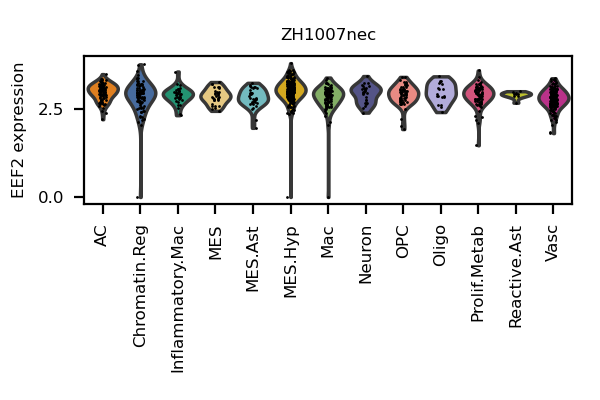 ZH1007nec
EEF2 expression
2.5
0.0
AC
Chromatin.Reg
Inflammatory.Mac
MES
MES.Ast
MES.Hyp
Mac
Neuron
OPC
Oligo
Prolif.Metab
Reactive.Ast
Vasc